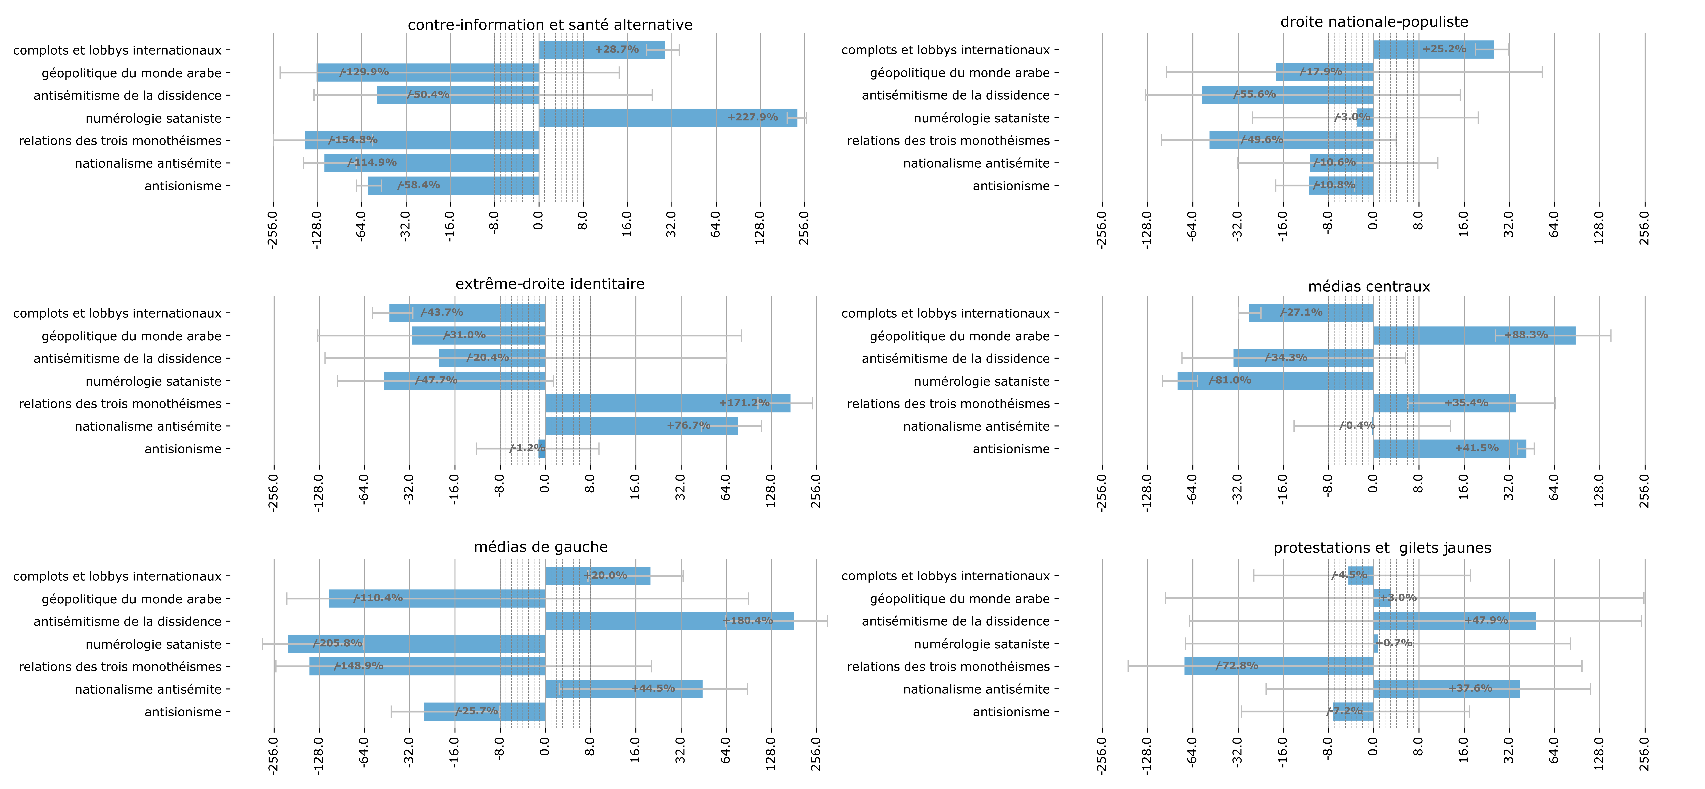 contre-information et santé alternative
complots et lobbys internationaux
+28.7%
géopolitique du monde arabe
/-129.9%
antisémitisme de la dissidence
/-50.4%
numérologie sataniste
+227.9%
relations des trois monothéismes
/-154.8%
nationalisme antisémite
/-114.9%
antisionisme
/-58.4%
-256.0 -128.0 -64.0 -32.0 -16.0 -8.0 0.0 8.0 16.0 32.0 64.0 128.0 256.0
droite nationale-populiste
complots et lobbys internationaux
+25.2%
géopolitique du monde arabe
/-17.9%
antisémitisme de la dissidence
/-55.6%
numérologie sataniste
/-3.0%
relations des trois monothéismes
/-49.6%
nationalisme antisémite
/-10.6%
antisionisme
/-10.8%
-256.0 -128.0 -64.0 -32.0 -16.0 -8.0 0.0 8.0 16.0 32.0 64.0 128.0 256.0
extrême-droite identitaire
complots et lobbys internationaux
/-43.7%
géopolitique du monde arabe
/-31.0%
antisémitisme de la dissidence
/-20.4%
numérologie sataniste
/-47.7%
relations des trois monothéismes
+171.2%
nationalisme antisémite
+76.7%
antisionisme
/-1.2%
-256.0 -128.0 -64.0 -32.0 -16.0 -8.0 0.0 8.0 16.0 32.0 64.0 128.0 256.0
médias centraux
complots et lobbys internationaux
/-27.1%
géopolitique du monde arabe
+88.3%
antisémitisme de la dissidence
/-34.3%
numérologie sataniste
/-81.0%
relations des trois monothéismes
+35.4%
nationalisme antisémite
/-0.4%
antisionisme
+41.5%
-256.0 -128.0 -64.0 -32.0 -16.0 -8.0 0.0 8.0 16.0 32.0 64.0 128.0 256.0
médias de gauche
complots et lobbys internationaux
+20.0%
géopolitique du monde arabe
/-110.4%
antisémitisme de la dissidence
+180.4%
numérologie sataniste
/-205.8%
relations des trois monothéismes
/-148.9%
nationalisme antisémite
+44.5%
antisionisme
/-25.7%
-256.0 -128.0 -64.0 -32.0 -16.0 -8.0 0.0 8.0 16.0 32.0 64.0 128.0 256.0
protestations et  gilets jaunes
complots et lobbys internationaux
/-4.5%
géopolitique du monde arabe
+3.0%
antisémitisme de la dissidence
+47.9%
numérologie sataniste
+0.7%
relations des trois monothéismes
/-72.8%
nationalisme antisémite
+37.6%
antisionisme
/-7.2%
-256.0 -128.0 -64.0 -32.0 -16.0 -8.0 0.0 8.0 16.0 32.0 64.0 128.0 256.0